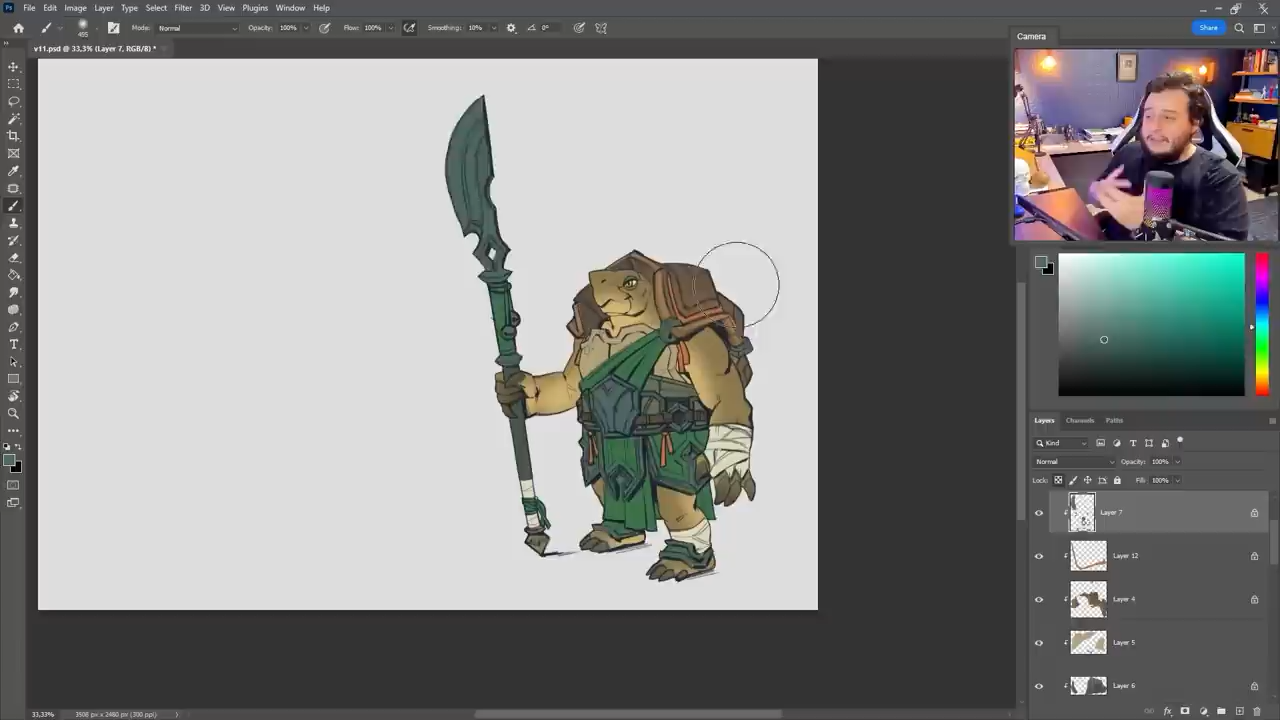 Ps File Edit Image Layer Type Select Filter 3D View Plugins Window Help
495 Mode: Normal Opacity: 100% Flow: 100% Smoothing: 10% 0° Share
v11.psd @ 33,3% (Layer 7, RGB/8) *
Camera
Layers Channels Paths
Kind
Normal Opacity: 100%
Lock: Fill: 100%
Layer 7
Layer 12
Layer 4
Layer 5
Layer 6
33,33% 3508 px x 2480 px (300 ppi)